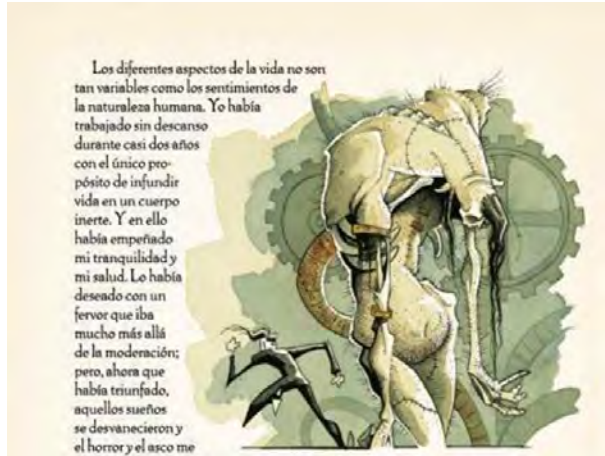 Los diferentes aspectos de la vida no son
tan variables como los sentimientos de
la naturaleza humana. Yo había
trabajado sin descanso
durante casi dos años
con el único pro-
pósito de infundir
vida en un cuerpo
inerte. Y en ello
había empeñado
mi tranquilidad y
mi salud. Lo había
deseado con un
fervor que iba
mucho más allá
de la moderación;
pero, ahora que
había triunfado,
aquellos sueños
se desvanecieron y
el horror y el asco me